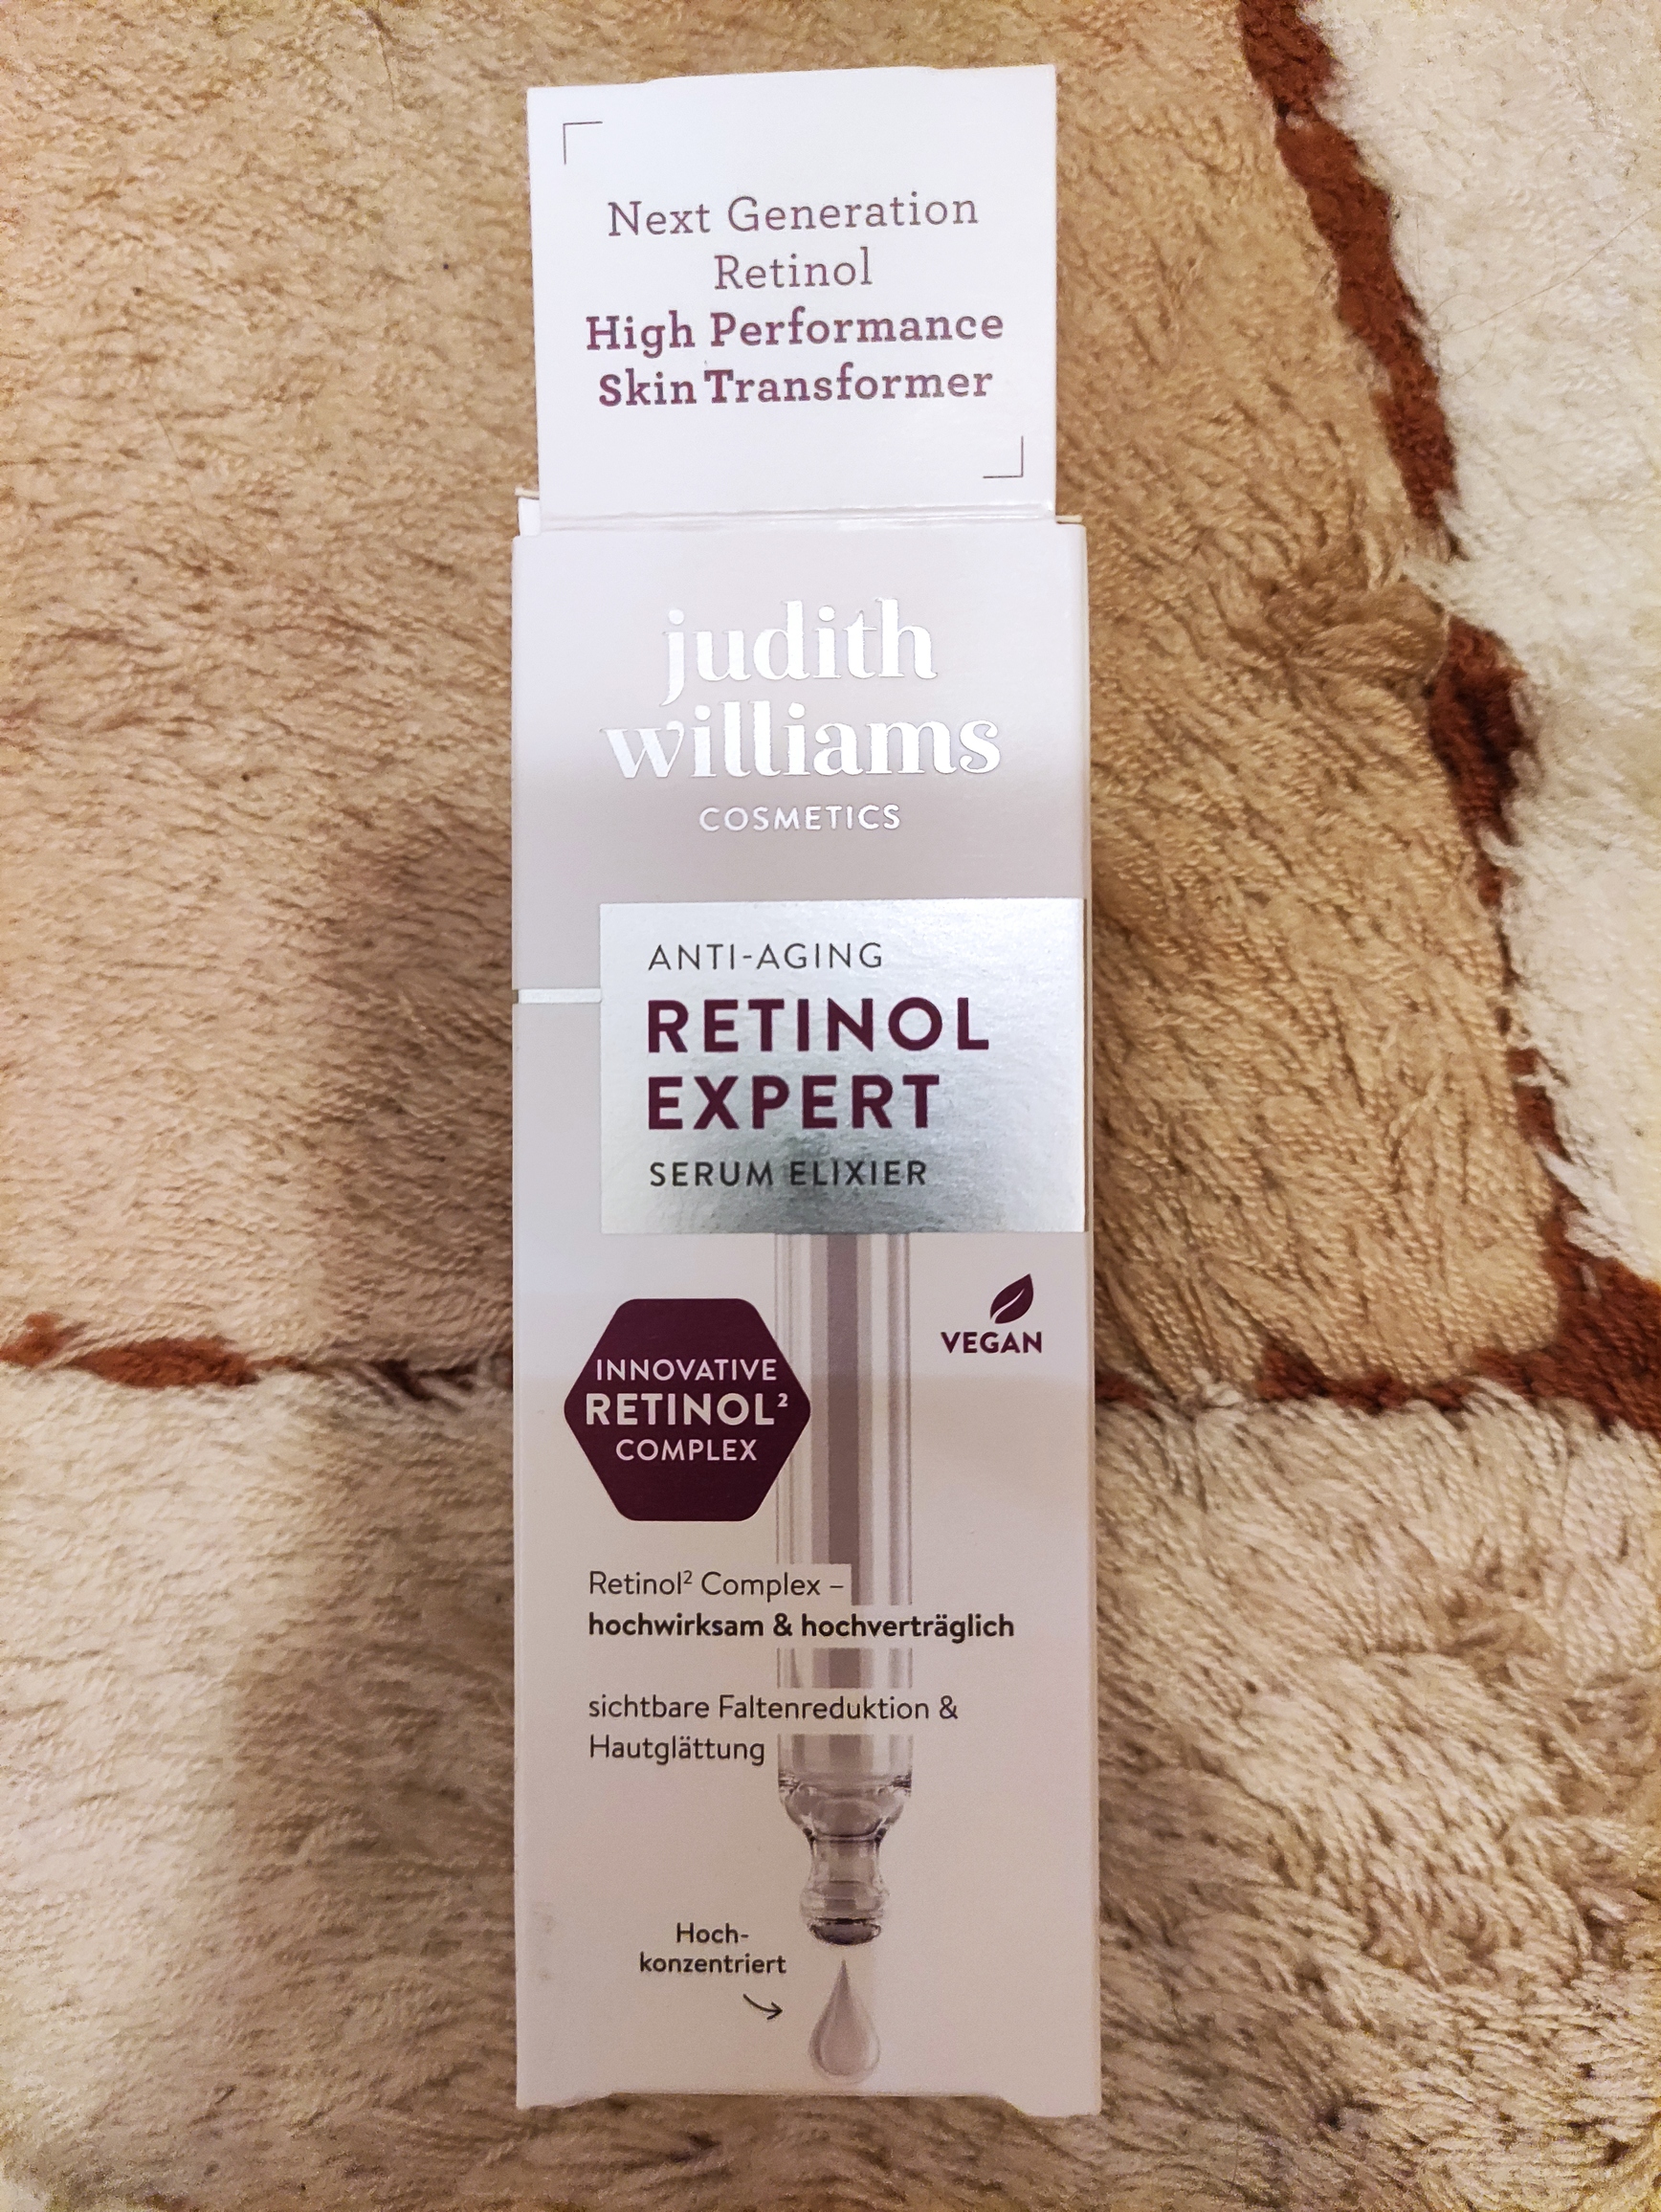 Next Generation
Retinol
High Performance
Skin Transformer
judith
williams
COSMETICS
ANTI-AGING
RETINOL
EXPERT
SERUM ELIXIER
VEGAN
INNOVATIVE
RETINOL²
COMPLEX
Retinol² Complex –
hochwirksam & hochverträglich
sichtbare Faltenreduktion &
Hautglättung
Hoch-
konzentriert